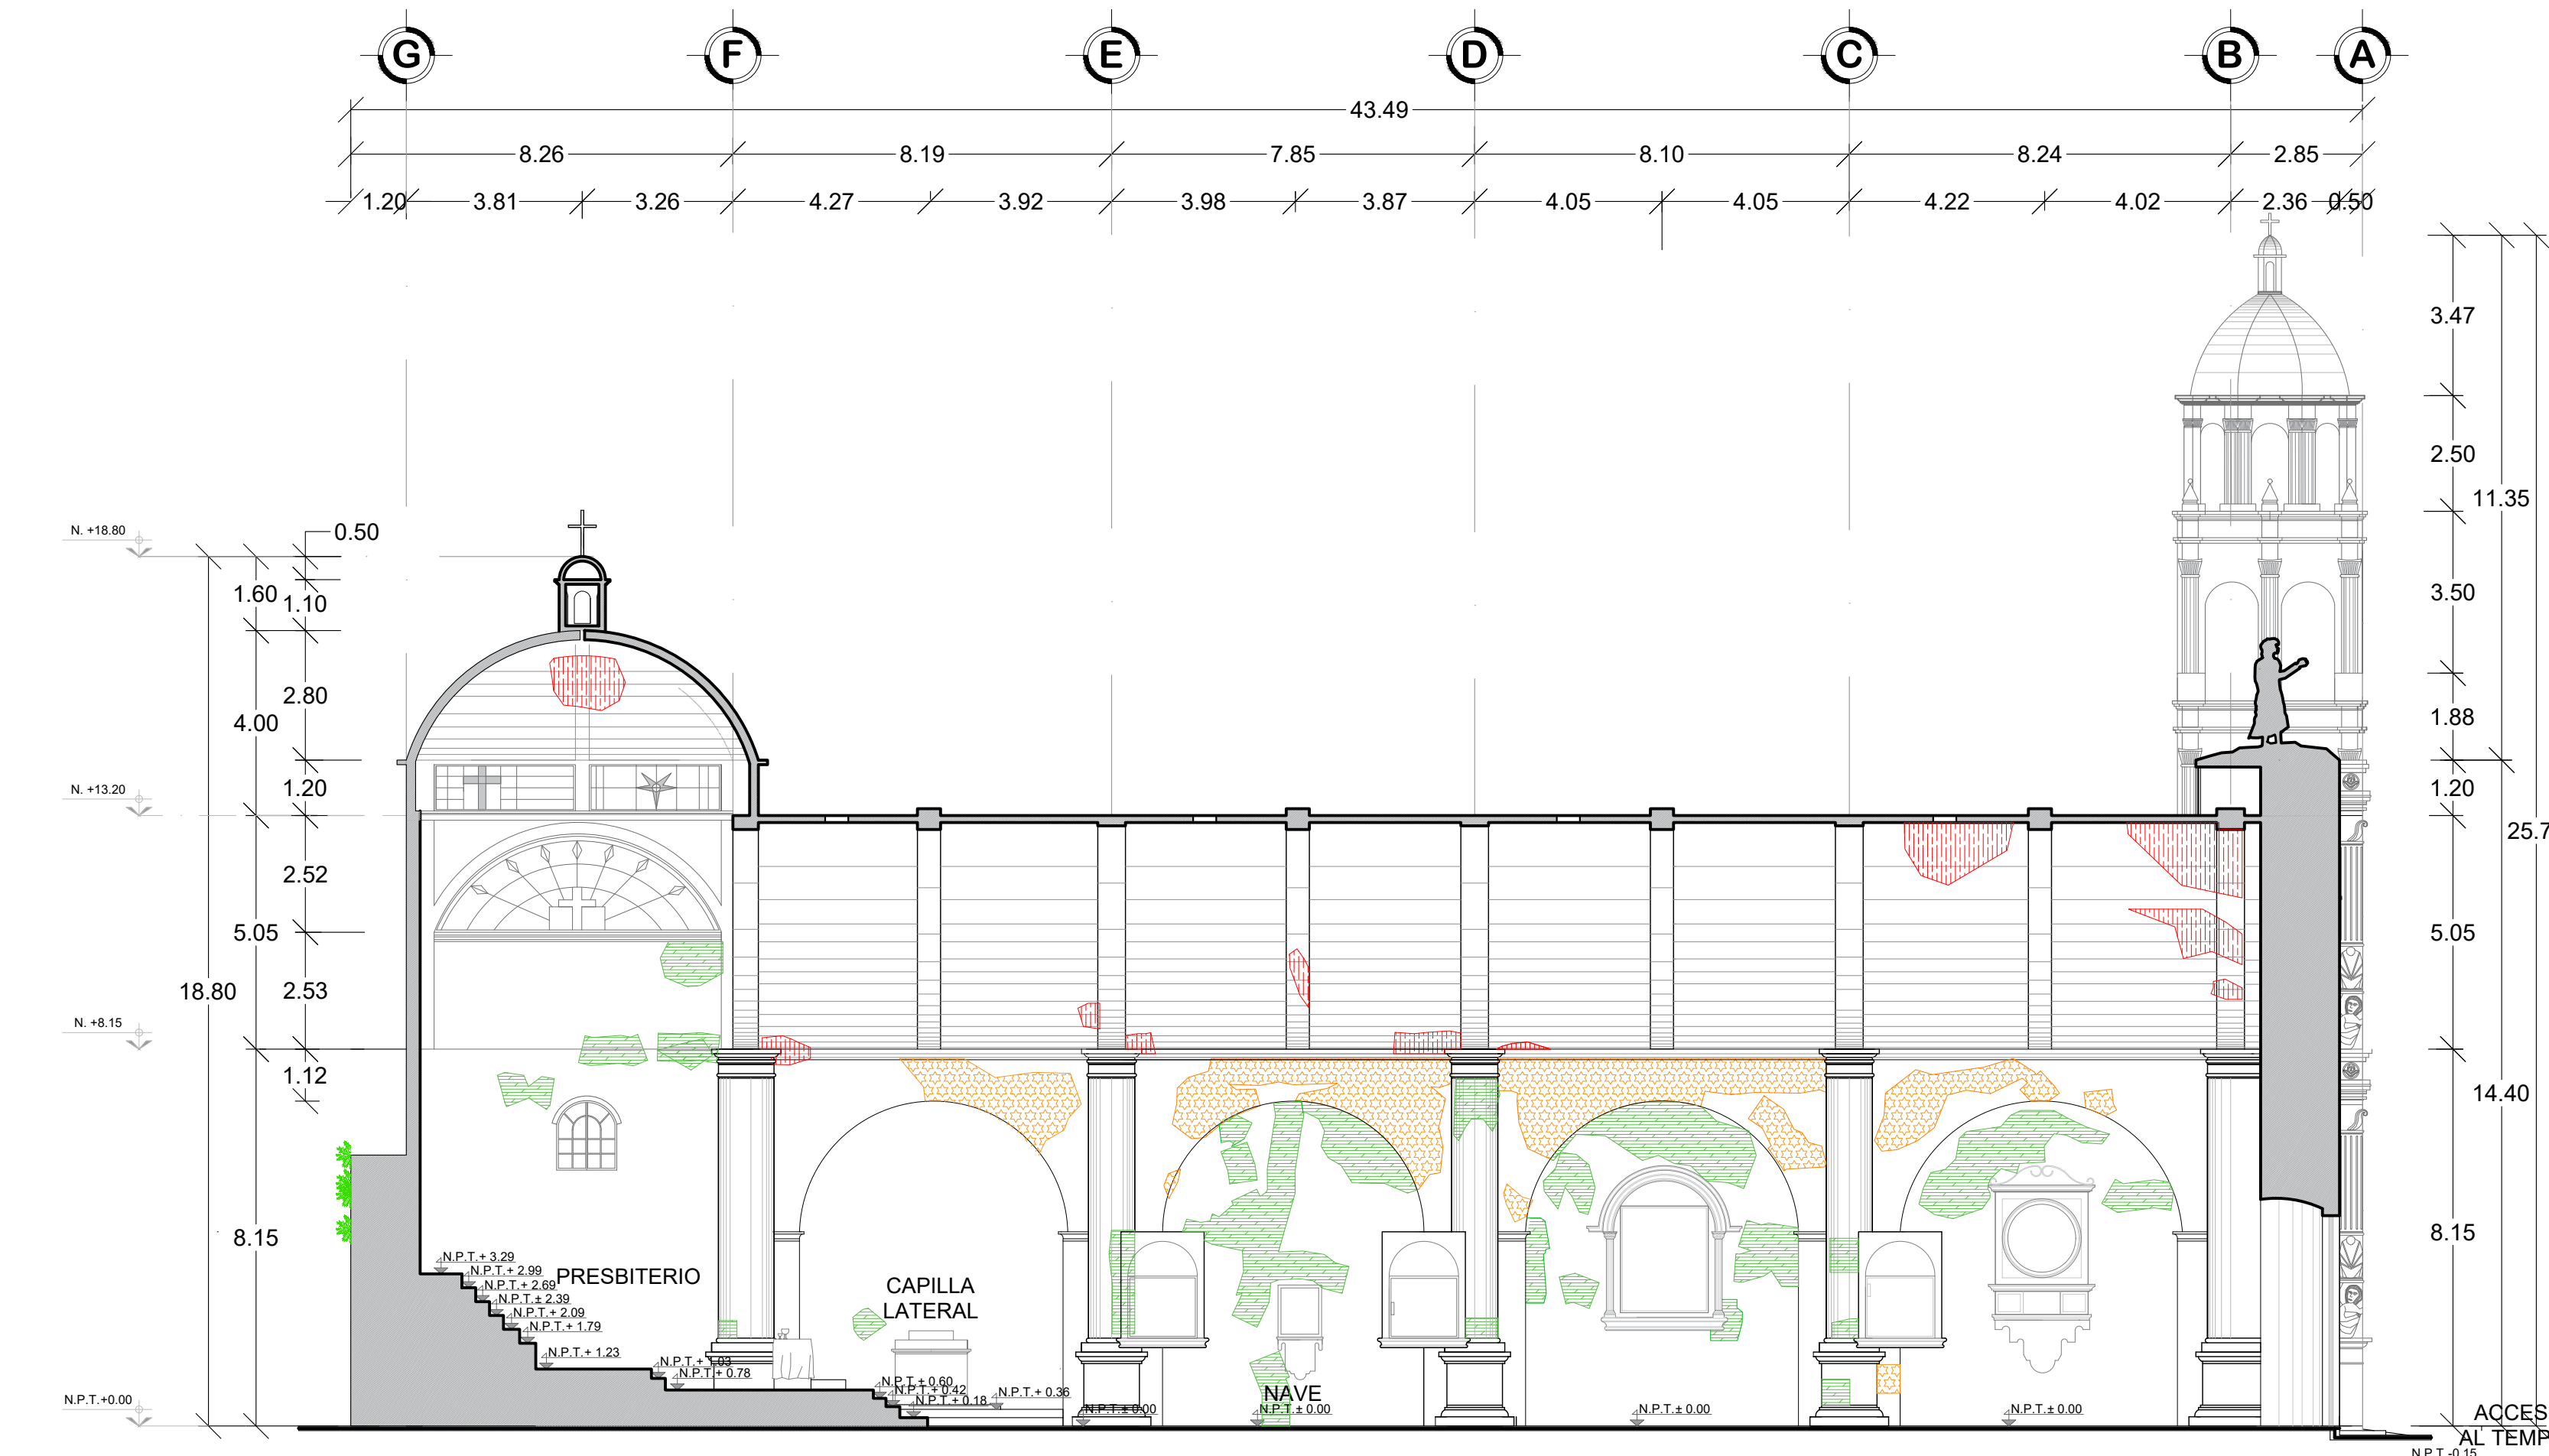 G F E D C B A
43.49
8.26 8.19 7.85 8.10 8.24 2.85
1.20 3.81 3.26 4.27 3.92 3.98 3.87 4.05 4.05 4.22 4.02 2.36 0.50
3.47
2.50
11.35
N. +18.80
0.50
1.60
1.10
3.50
2.80
4.00
1.88
N. +13.20
1.20
1.20
25.7
2.52
5.05
5.05
18.80
2.53
N. +8.15
1.12
14.40
8.15
8.15
N.P.T.+ 3.29
N.P.T.+ 2.99
PRESBITERIO
N.P.T.+ 2.69
N.P.T.± 2.39
N.P.T.+ 2.09
N.P.T.+ 1.79
CAPILLA
LATERAL
N.P.T.+ 1.23
N.P.T.+ 1.03
N.P.T.+ 0.78
N.P.T.± 0.60
N.P.T.± 0.42
N.P.T.+ 0.18
N.P.T.+ 0.36
NAVE
N.P.T.+0.00
N.P.T.± 0.00
N.P.T.± 0.00
N.P.T.± 0.00
N.P.T.± 0.00
ACCES
AL TEMP
N.P.T.-0.15